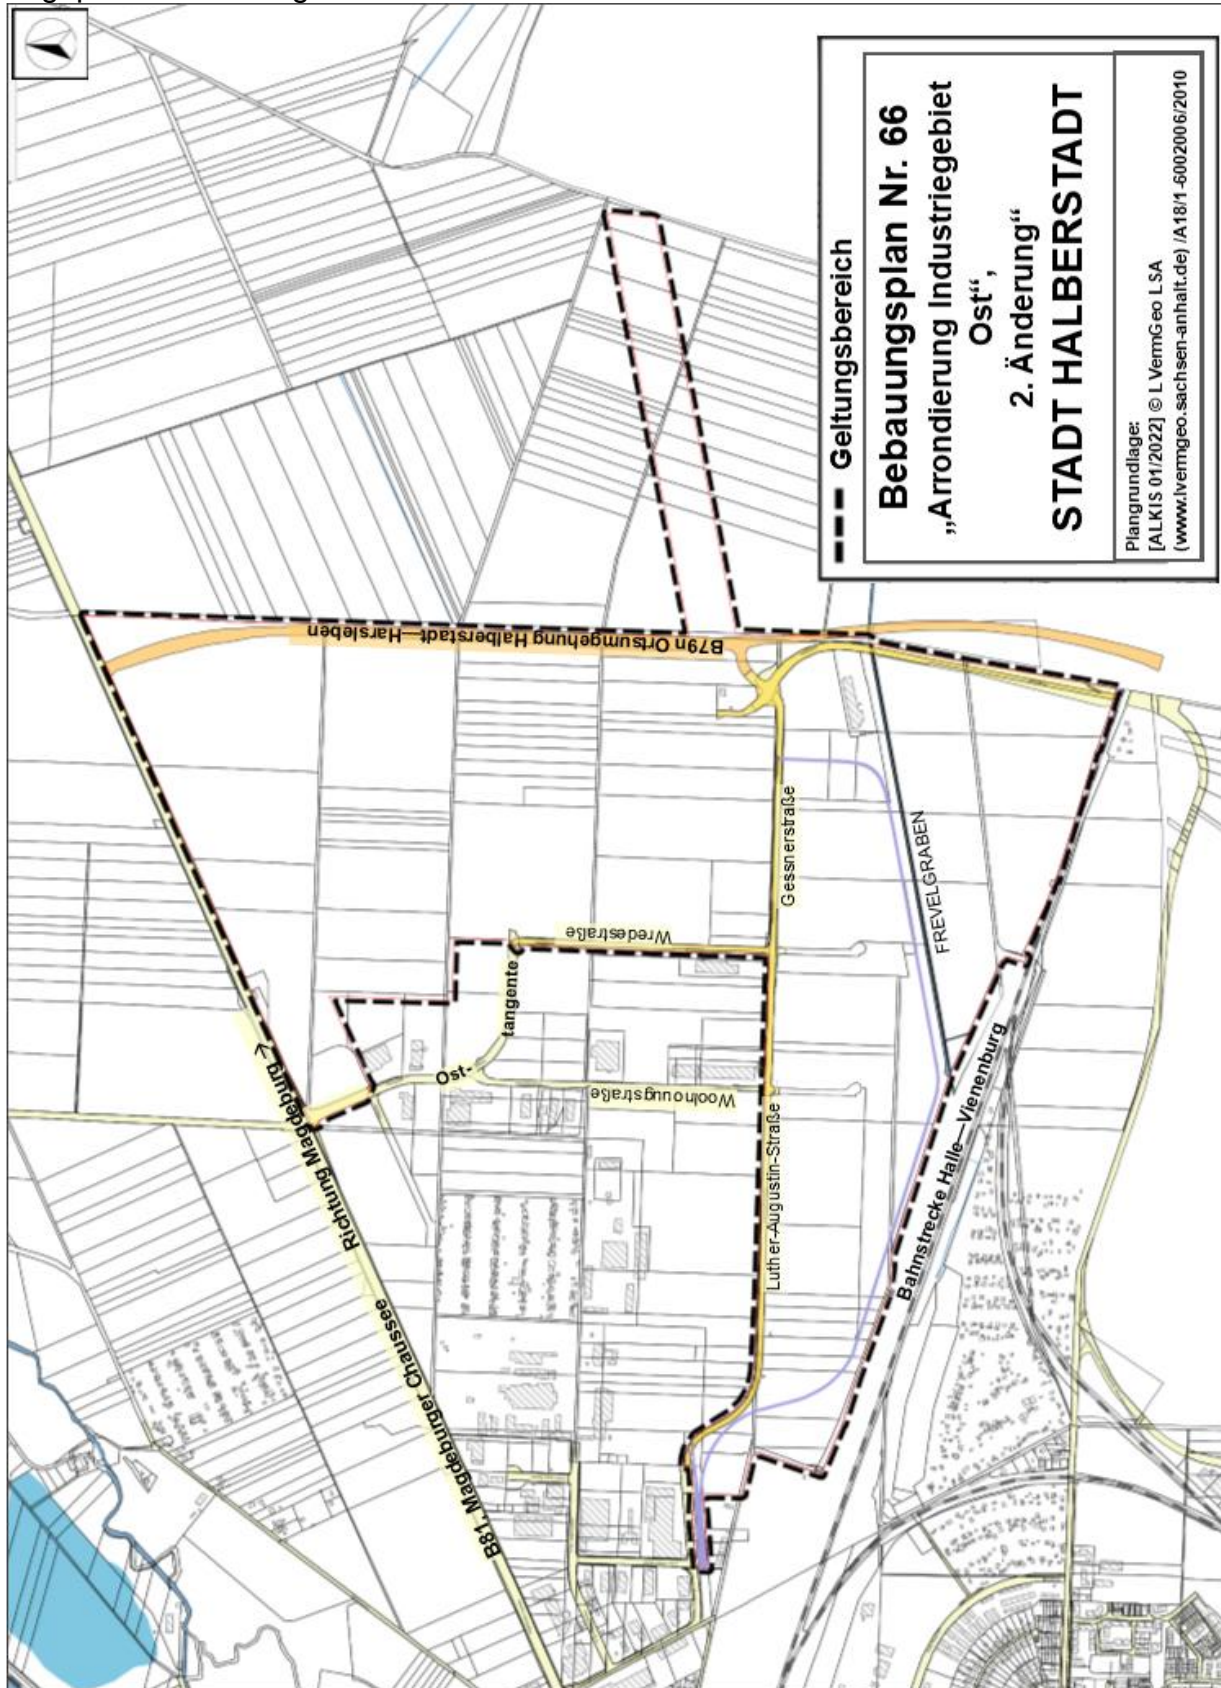 Richtung Magdeburg
B81, Magdeburger Chaussee
B79n Ortsumgehung Halberstadt—Harsleben
Ost-
tangente
Wredestraße
Woolnougstraße
Gessnerstraße
Luther-Augustin-Straße
FREVELGRABEN
Bahnstrecke Halle—Vienenburg
Geltungsbereich
Bebauungsplan Nr. 66
„Arrondierung Industriegebiet
Ost“,
2. Änderung“
STADT HALBERSTADT
Plangrundlage:
[ALKIS 01/2022] © LVermGeo LSA
(www.lvermgeo.sachsen-anhalt.de) /A18/1-6002006/2010